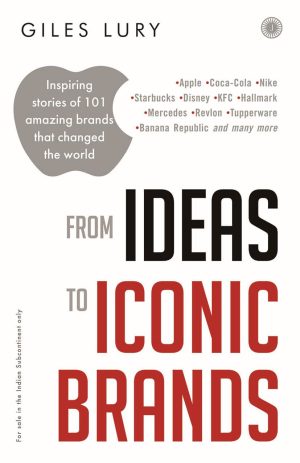 GILES LURY
Inspiring
stories of 101
amazing brands
that changed
the world
•Apple •Coca-Cola •Nike
•Starbucks •Disney •KFC •Hallmark
•Mercedes •Revlon •Tupperware
•Banana Republic and many more
FROM IDEAS
TO ICONIC
BRANDS
For sale in the Indian Subcontinent only